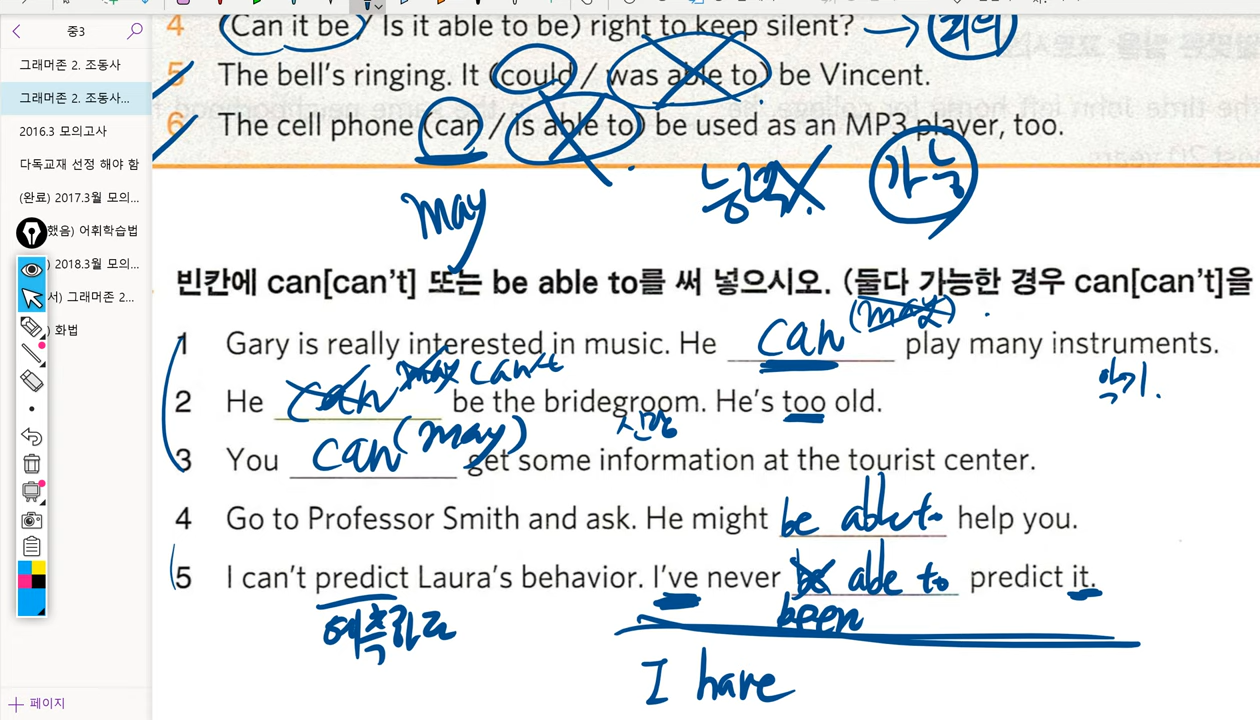 중3
그래머존 2. 조동사
그래머존 2. 조동사...
2016.3 모의고사
다독교재 선정 해야 함
(완료) 2017.3월 모의...
했음) 어휘학습법
) 2018.3월 모의...
서) 그래머존 2...
) 화법
페이지
4 (Can it be / Is it able to be) right to keep silent? →
5 The bell's ringing. It (could / was able to) be Vincent.
6 The cell phone (can / is able to) be used as an MP3 player, too.
may 능력 가능
빈칸에 can[can't] 또는 be able to를 써 넣으시오. (둘다 가능한 경우 can[can't]을
1 Gary is really interested in music. He can (may) play many instruments.
악기.
2 He can may can't be the bridegroom. He's too old.
신랑
3 You can (may) get some information at the tourist center.
4 Go to Professor Smith and ask. He might be able to help you.
5 I can't predict Laura's behavior. I've never be able to predict it.
예측하다 been
I have